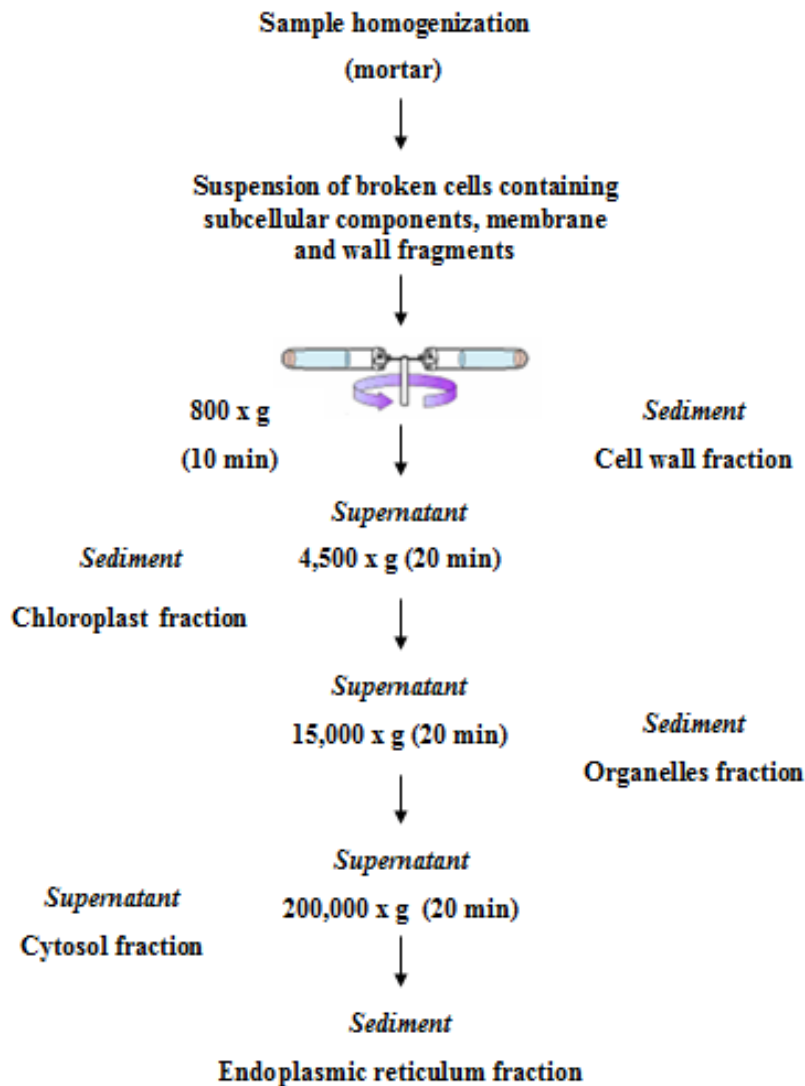 Sample homogenization
(mortar)
Suspension of broken cells containing
subcellular components, membrane
and wall fragments
800 x g
(10 min)
Sediment
Cell wall fraction
Supernatant
4,500 x g (20 min)
Sediment
Chloroplast fraction
Supernatant
15,000 x g (20 min)
Sediment
Organelles fraction
Supernatant
200,000 x g (20 min)
Supernatant
Cytosol fraction
Sediment
Endoplasmic reticulum fraction